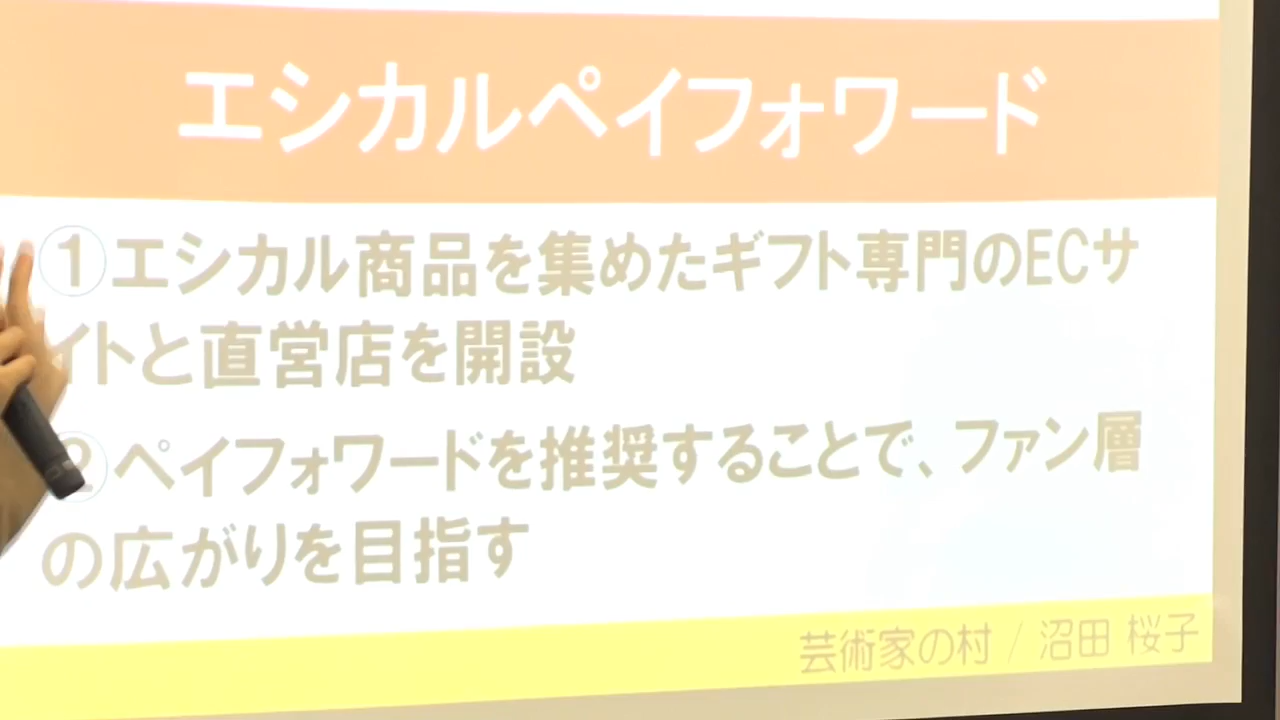 エシカルペイフォワード
①エシカル商品を集めたギフト専門のECサ
イトと直営店を開設
②ペイフォワードを推奨することで、ファン層
の広がりを目指す
芸術家の村 / 沼田 桜子